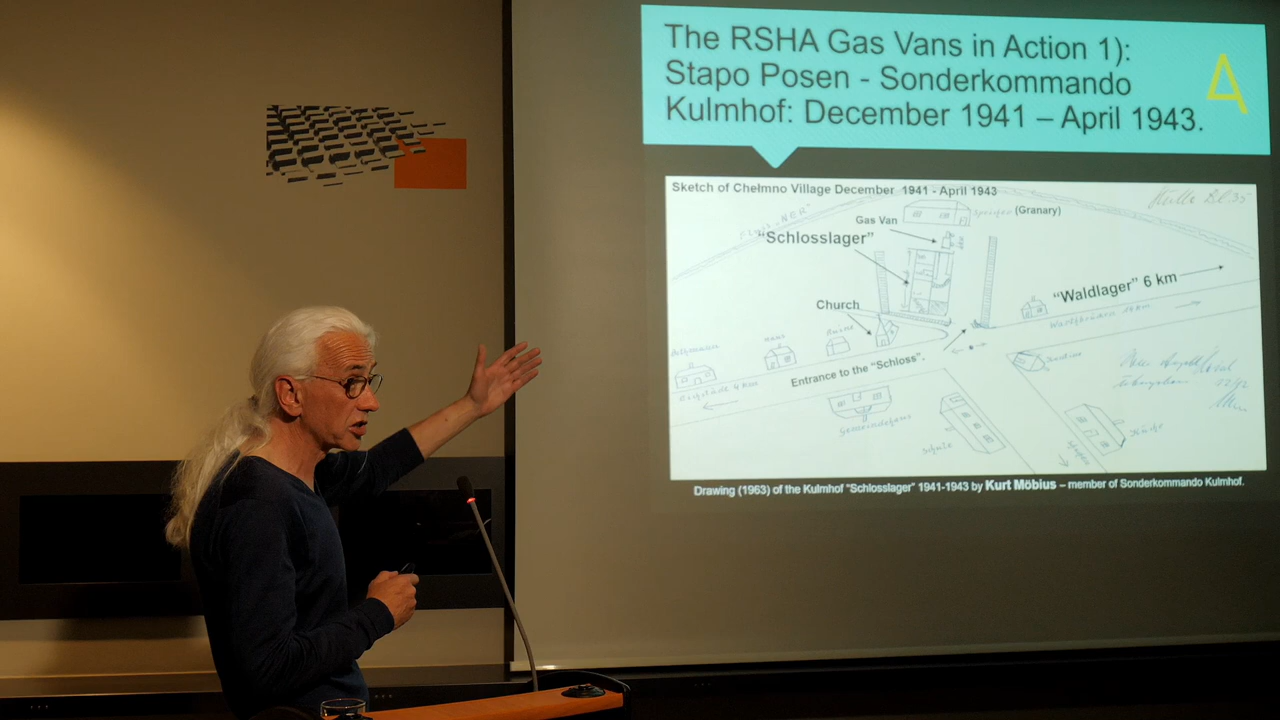 The RSHA Gas Vans in Action 1):
Stapo Posen - Sonderkommando
Kulmhof: December 1941 – April 1943.
Sketch of Chelmno Village December 1941 - April 1943
(Granary)
Gas Van
"Schlosslager"
"Waldlager" 6 km
Church
Entrance to the "Schloss".
Gemeindehaus
Schule
Drawing (1963) of the Kulmhof "Schlosslager" 1941-1943 by Kurt Möbius – member of Sonderkommando Kulmhof.